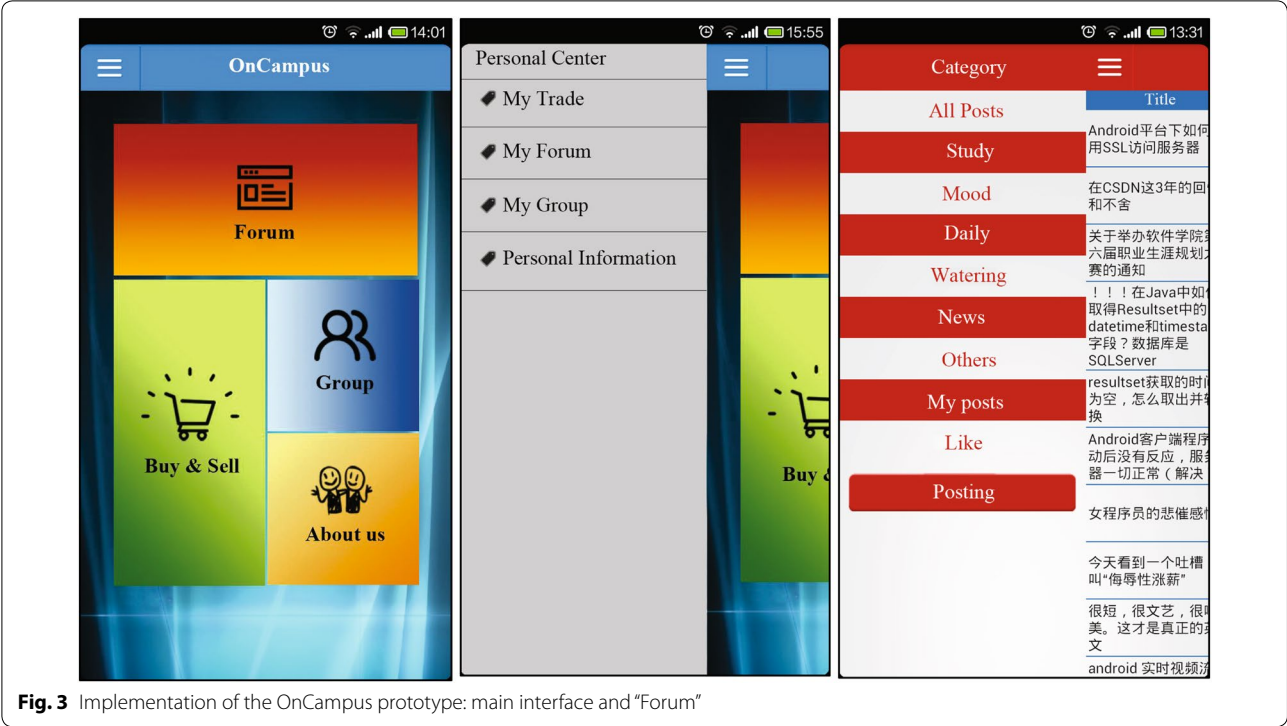 14:01
OnCampus
Forum
Group
Buy & Sell
About us
15:55
Personal Center
My Trade
My Forum
My Group
Personal Information
Buy
13:31
Category
All Posts
Study
Mood
Daily
Watering
News
Others
My posts
Like
Posting
Title
Android平台下如何
用SSL访问服务器
在CSDN这3年的回
和不舍
关于举办软件学院第
六届职业生涯规划大
赛的通知
！！！在Java中如何
取得Resultset中的
datetime和timesta
字段？数据库是
SQLServer
resultset获取的时间
为空，怎么取出并转
换
Android客户端程序
动后没有反应，服务
器一切正常（解决
女程序员的悲催感情
今天看到一个吐槽
叫“侮辱性涨薪”
很短，很文艺，很唯
美。这才是真正的英
文
android 实时视频流
Fig. 3 Implementation of the OnCampus prototype: main interface and “Forum”